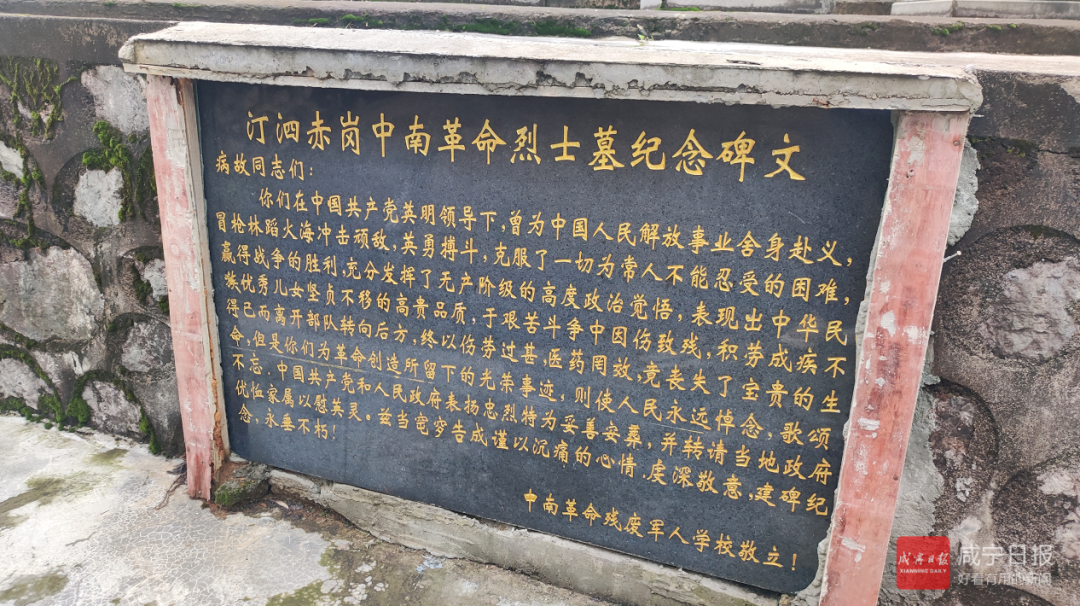 汀泗赤岗中南革命烈士墓纪念碑文
病故同志们:
你们在中国共产党英明领导下,曾为中国人民解放事业舍身赴义,
冒枪林蹈火海冲击顽敌,英勇搏斗,克服了一切为常人不能忍受的困难,
赢得战争的胜利,充分发挥了无产阶级的高度政治觉悟,表现出中华民
族优秀儿女坚贞不移的高贵品质,于艰苦斗争中因伤致残,积劳成疾不
得已而离开部队转向后方,终以伤劳过甚,医药罔效,竟丧失了宝贵的生
命,但是你们为革命创造所留下的光荣事迹,则使人民永远悼念,歌颂
不忘.中国共产党和人民政府表扬忠烈特为妥善安葬,并转请当地政府
优恤家属以慰英灵。兹当窀穸告成谨以沉痛的心情,虔深敬意,建碑纪
念,永垂不朽!
中南革命残废军人学校敬立!
咸宁日报
XIANNING DAILY
咸宁日报
好看有用的新闻